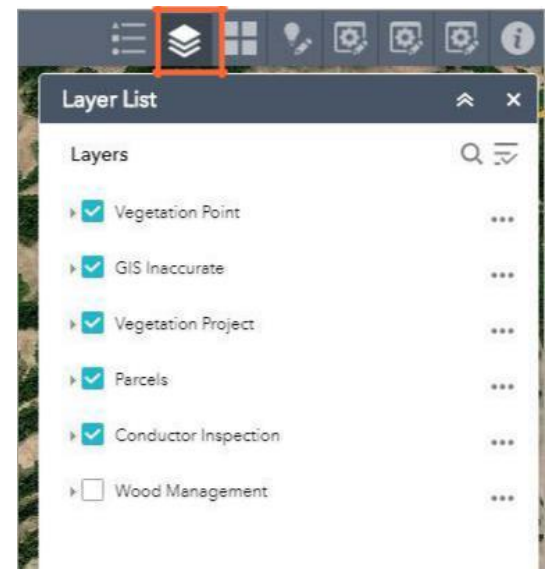 Layer List
Layers
Vegetation Point
GIS Inaccurate
Vegetation Project
Parcels
Conductor Inspection
Wood Management